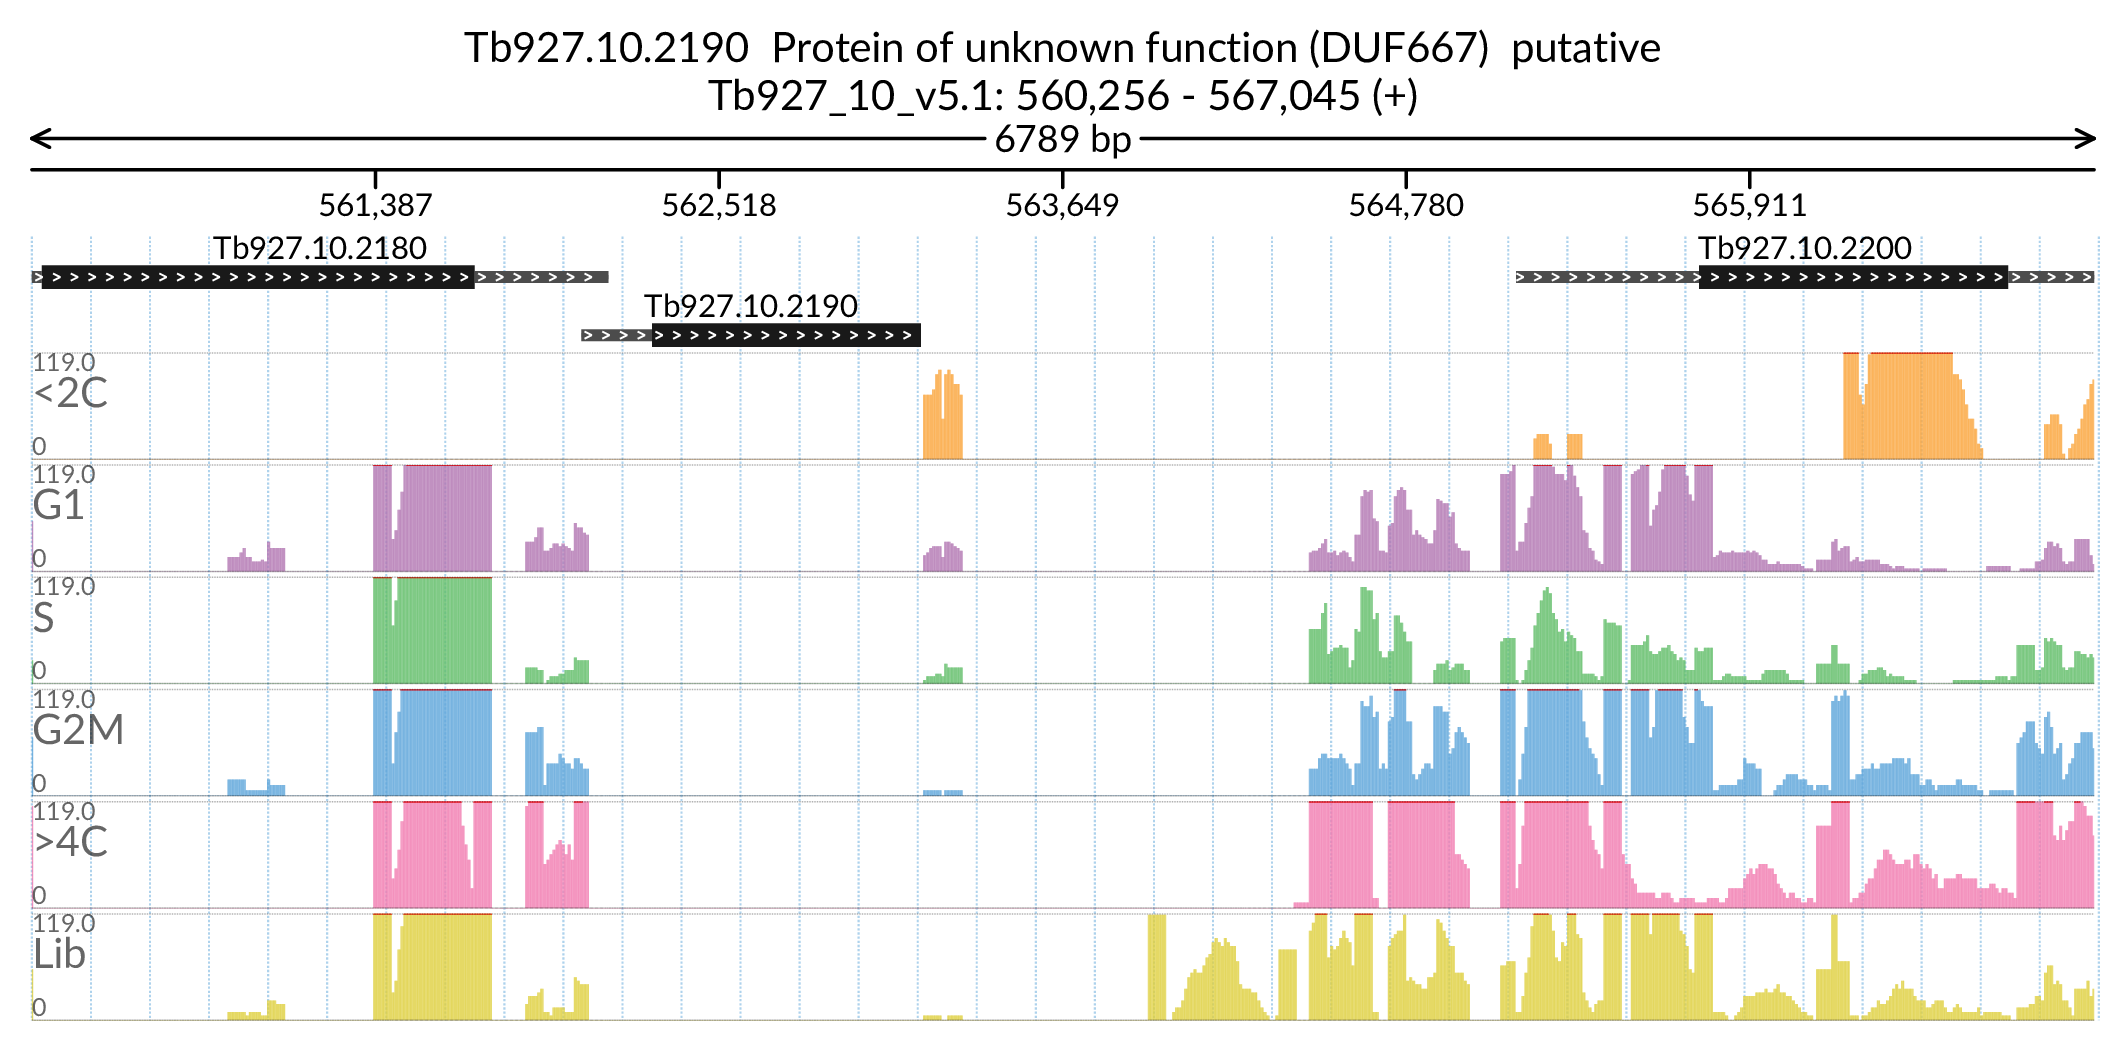 Tb927.10.2190  Protein of unknown function (DUF667)  putative
Tb927_10_v5.1: 560,256 - 567,045 (+)
6789 bp
561,387 562,518 563,649 564,780 565,911
Tb927.10.2180 Tb927.10.2200
Tb927.10.2190
119.0
<2C
0
119.0
G1
0
119.0
S
0
119.0
G2M
0
119.0
>4C
0
119.0
Lib
0